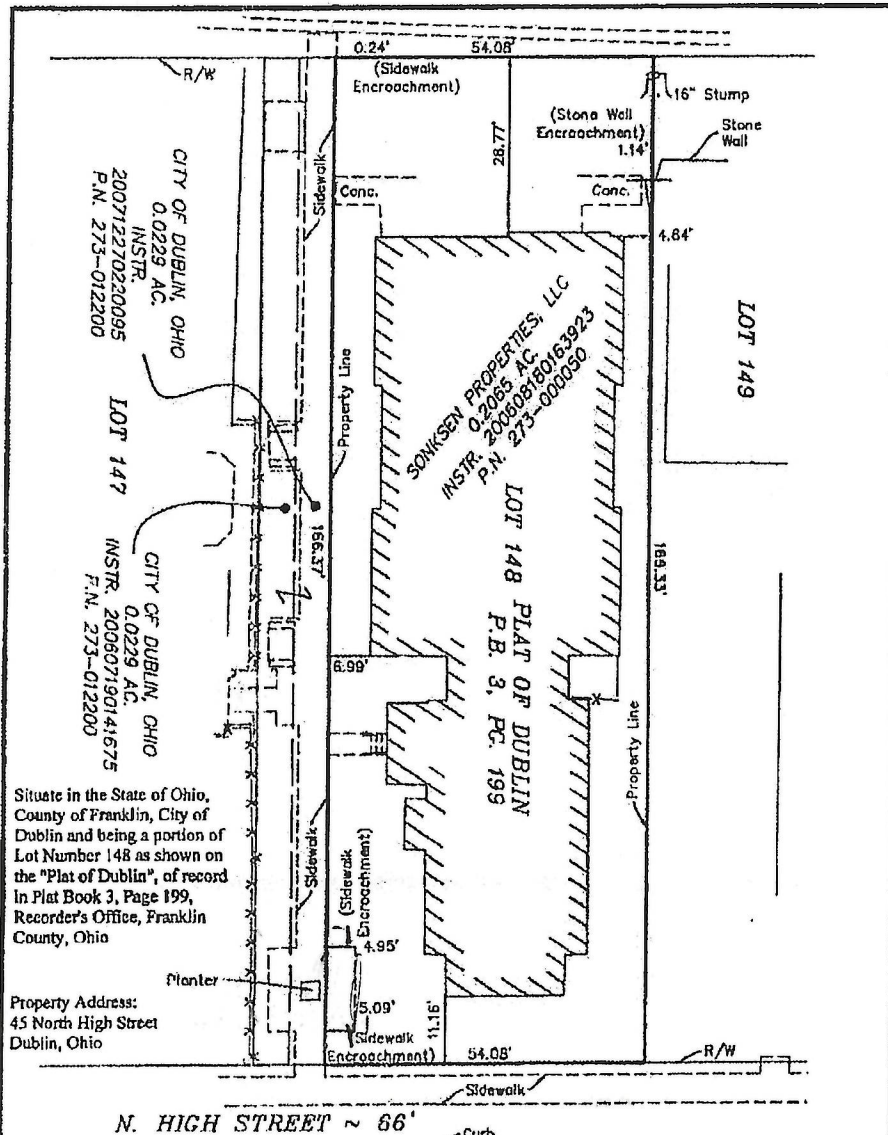 0.24'
54.08'
R/W
(Sidewalk
Encroachment)
16" Stump
(Stone Wall
Encroachment)
1.14'
Stone
Wall
28.77'
Sidewalk
Conc.
Conc.
4.64'
CITY OF DUBLIN, OHIO
0.0229 AC.
INSTR.
200712270220095
P.N. 273-012200
LOT 149
SONKSEN PROPERTIES, LLC
0.2065 AC.
INSTR. 200608180163923
P.N. 273-000050
Property Line
LOT 147
166.37'
LOT 148 PLAT OF DUBLIN
P.B. 3, PG. 199
CITY OF DUBLIN, OHIO
0.0229 AC.
INSTR. 200607190141675
P.N. 273-012200
6.99'
Property Line
Situate in the State of Ohio,
County of Franklin, City of
Dublin and being a portion of
Lot Number 148 as shown on
the "Plat of Dublin", of record
in Plat Book 3, Page 199,
Recorder's Office, Franklin
County, Ohio
Sidewalk
(Sidewalk
Encroachment)
4.95'
Planter
5.09'
11.16'
Property Address:
45 North High Street
Dublin, Ohio
(Sidewalk
Encroachment)
54.08'
R/W
Sidewalk
N. HIGH STREET ~ 66'
Curb